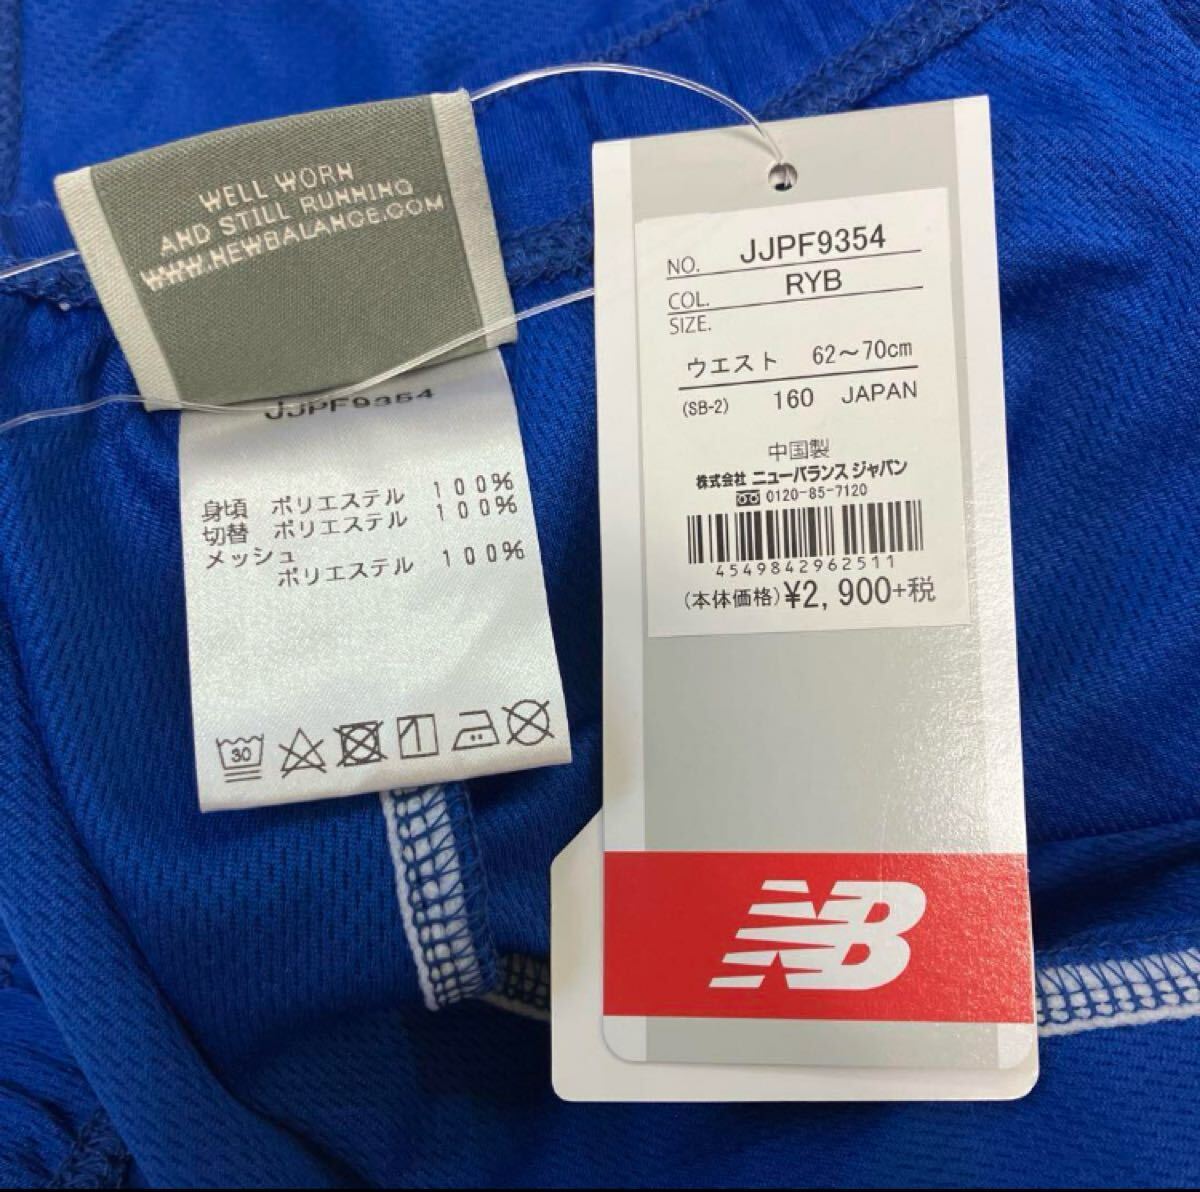 WELL WORN
AND STILL RUNNING
WWW.NEWBALANCE.COM
JJPF9354
身頃 ポリエステル 100%
切替 ポリエステル 100%
メッシュ
ポリエステル 100%
30
NO. JJPF9354
COL. RYB
SIZE.
ウエスト 62～70cm
(SB-2) 160 JAPAN
中国製
株式会社 ニューバランス ジャパン
0120-85-7120
4549842962511
(本体価格)¥2,900+税
NB